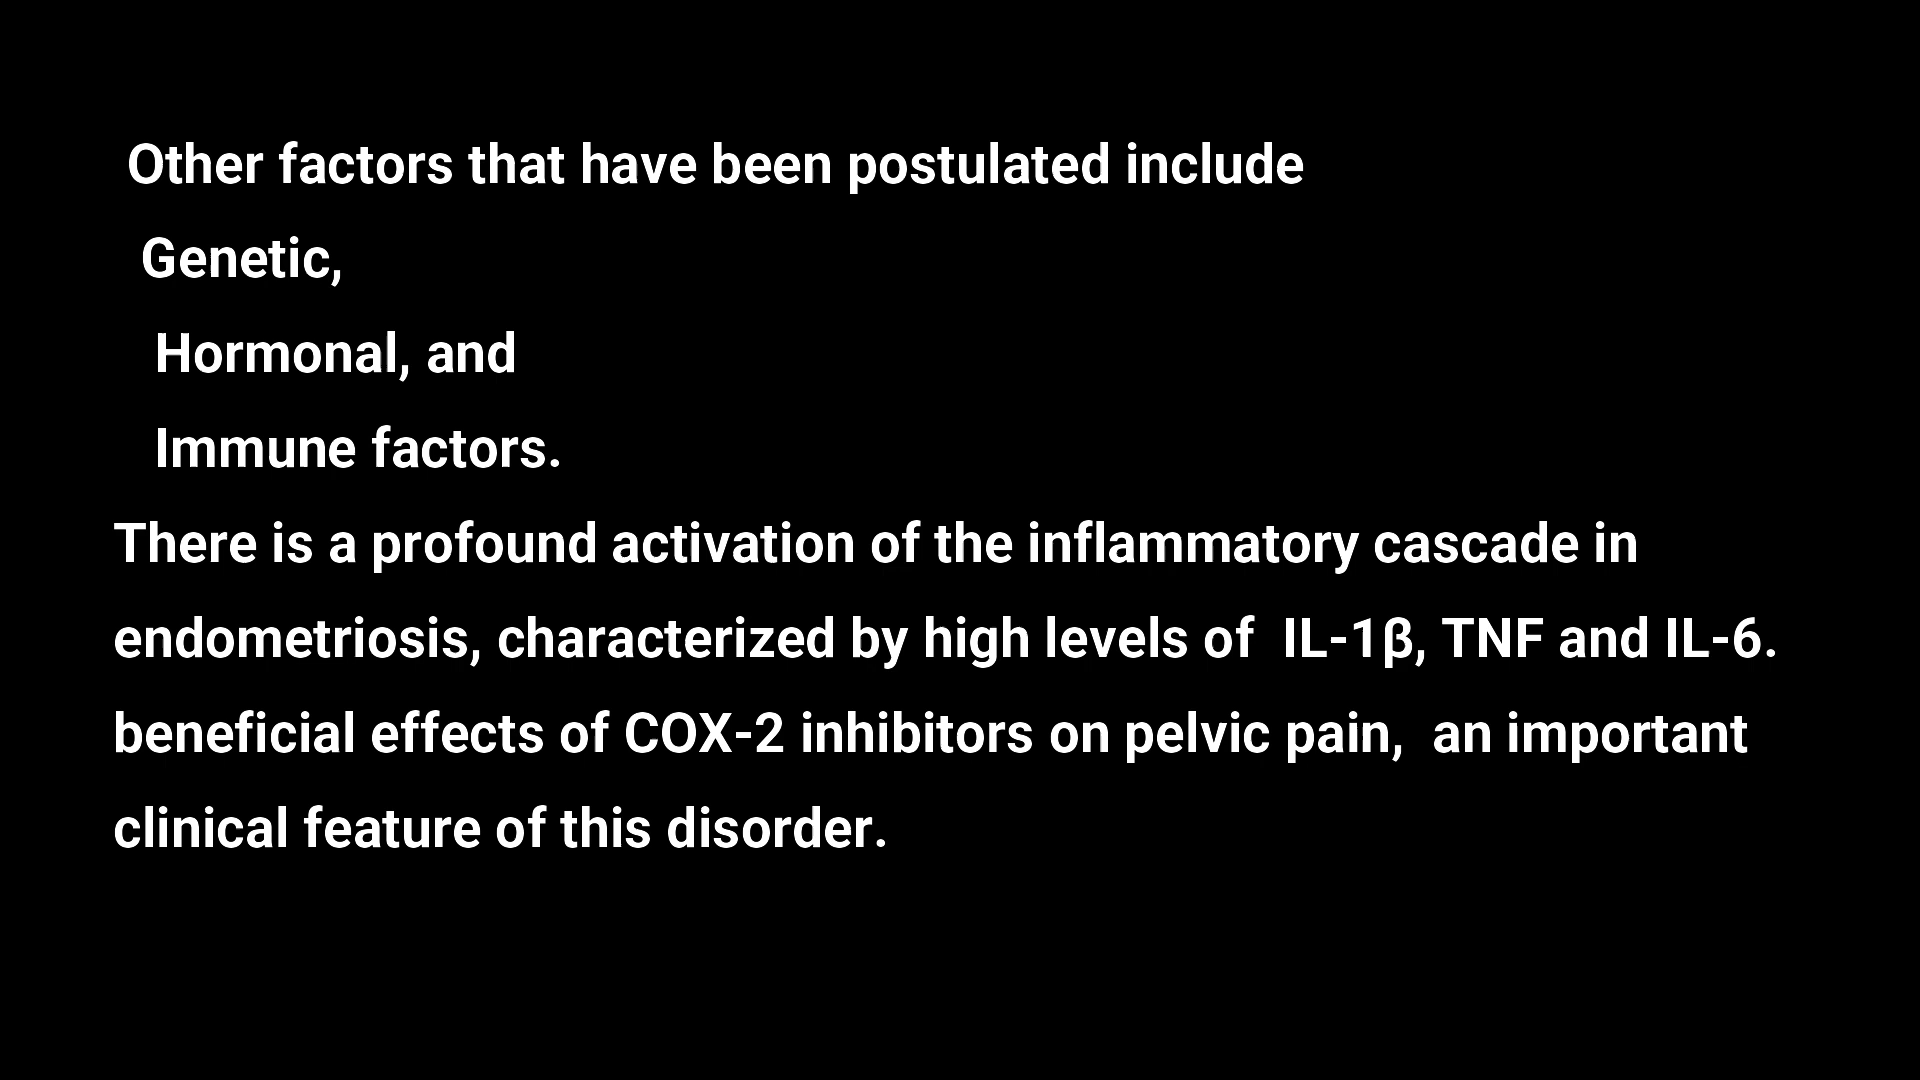 Other factors that have been postulated include
Genetic,
Hormonal, and
Immune factors.
There is a profound activation of the inflammatory cascade in
endometriosis, characterized by high levels of  IL-1β, TNF and IL-6.
beneficial effects of COX-2 inhibitors on pelvic pain,  an important
clinical feature of this disorder.